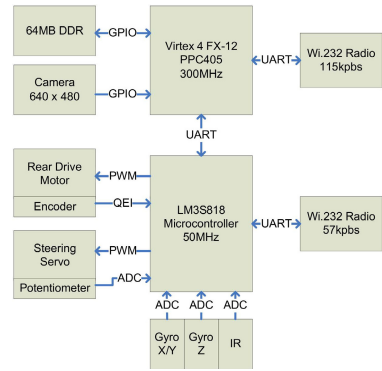 64MB DDR
GPIO
Virtex 4 FX-12
PPC405
300MHz
UART
Wi.232 Radio
115kpbs
Camera
640 x 480
GPIO
UART
Rear Drive
Motor
PWM
Encoder
QEI
LM3S818
Microcontroller
50MHz
UART
Wi.232 Radio
57kpbs
Steering
Servo
PWM
Potentiometer
ADC
ADC ADC ADC
Gyro
X/Y
Gyro
Z
IR